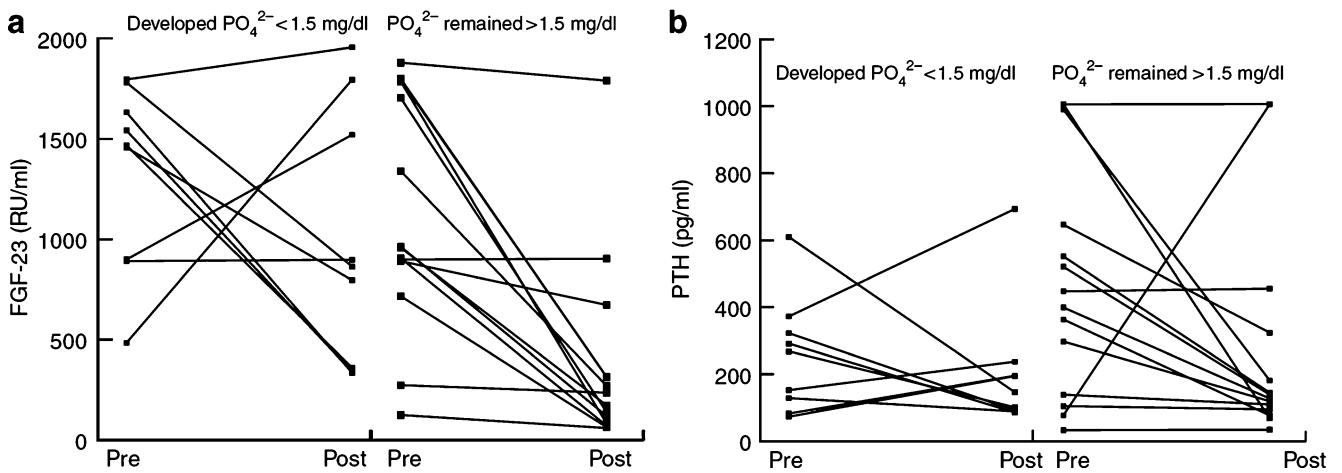 a
Developed PO₄²⁻ < 1.5 mg/dl PO₄²⁻ remained > 1.5 mg/dl
2000
1500
1000
500
0
FGF-23 (RU/ml)
Pre Post Pre Post
b
Developed PO₄²⁻ < 1.5 mg/dl PO₄²⁻ remained > 1.5 mg/dl
1200
1000
800
600
400
200
0
PTH (pg/ml)
Pre Post Pre Post